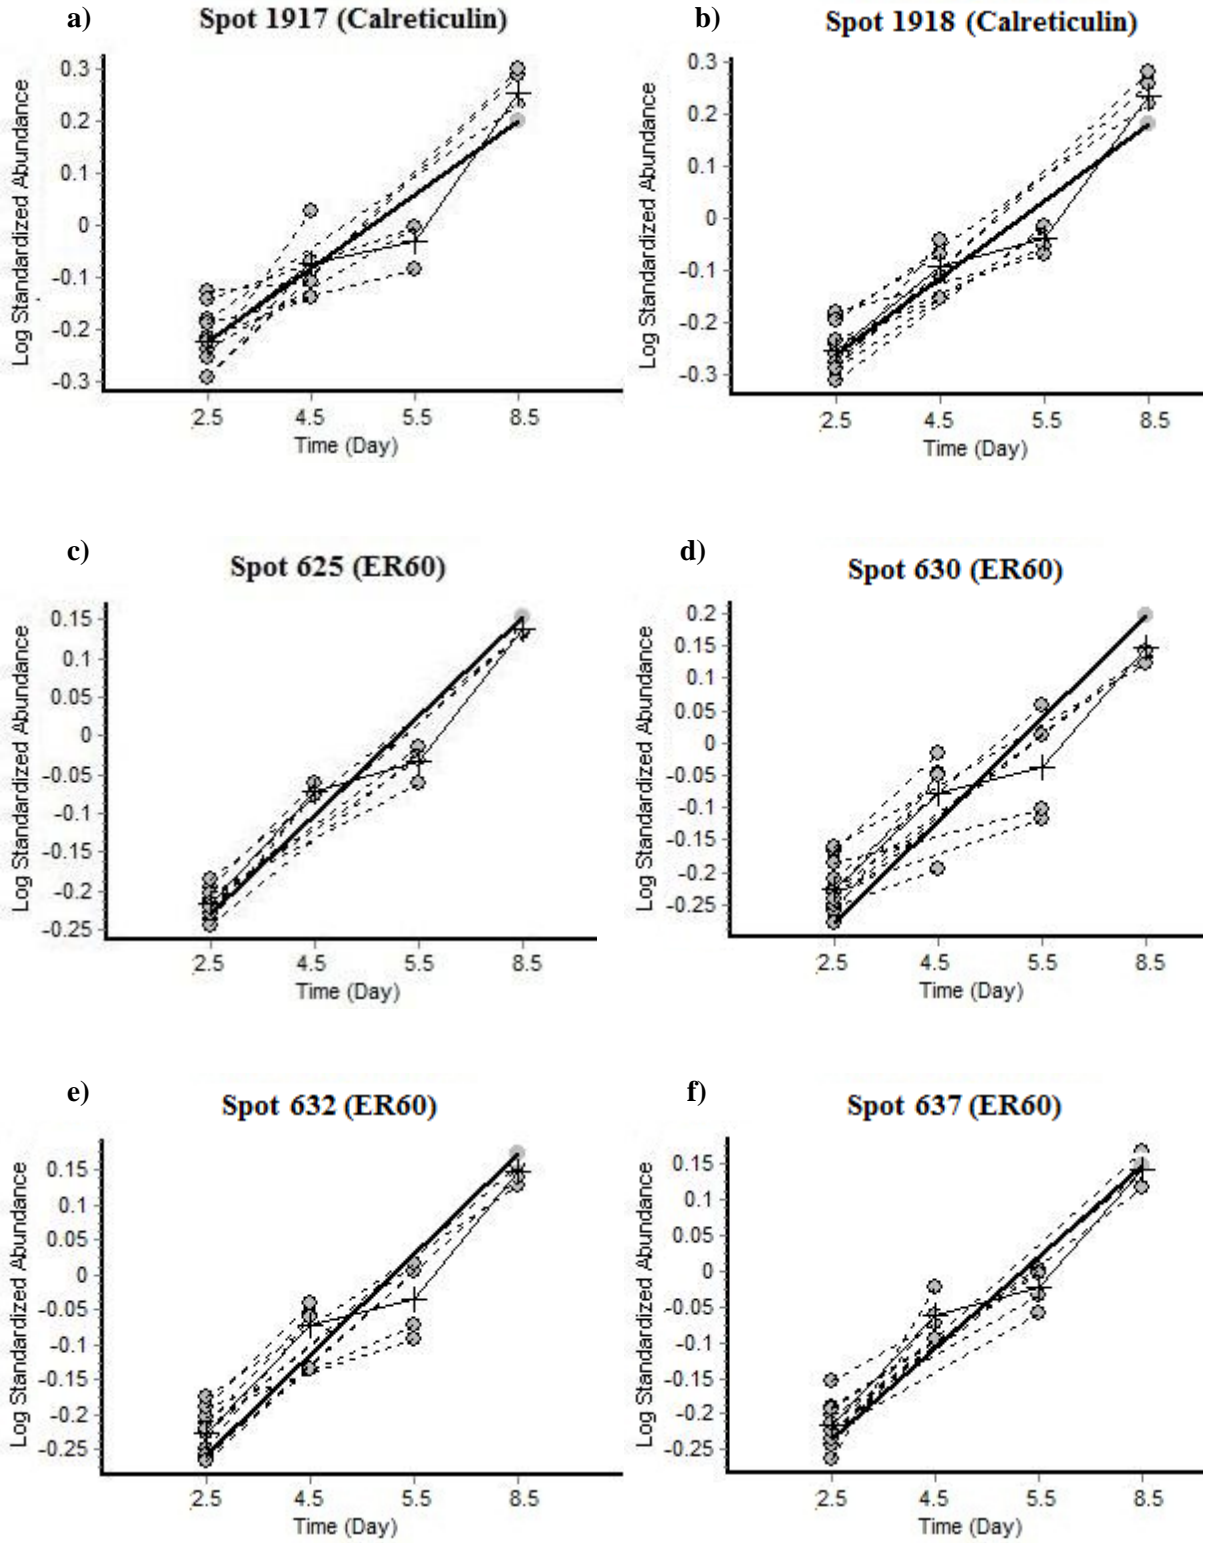 a)
Spot 1917 (Calreticulin)
Log Standardized Abundance
0.3
0.2
0.1
0
-0.1
-0.2
-0.3
2.5 4.5 5.5 8.5
Time (Day)
b)
Spot 1918 (Calreticulin)
Log Standardized Abundance
0.3
0.2
0.1
0
-0.1
-0.2
-0.3
2.5 4.5 5.5 8.5
Time (Day)
c)
Spot 625 (ER60)
Log Standardized Abundance
0.15
0.1
0.05
0
-0.05
-0.1
-0.15
-0.2
-0.25
2.5 4.5 5.5 8.5
Time (Day)
d)
Spot 630 (ER60)
Log Standardized Abundance
0.2
0.15
0.1
0.05
0
-0.05
-0.1
-0.15
-0.2
-0.25
2.5 4.5 5.5 8.5
Time (Day)
e)
Spot 632 (ER60)
Log Standardized Abundance
0.15
0.1
0.05
0
-0.05
-0.1
-0.15
-0.2
-0.25
2.5 4.5 5.5 8.5
Time (Day)
f)
Spot 637 (ER60)
Log Standardized Abundance
0.15
0.1
0.05
0
-0.05
-0.1
-0.15
-0.2
-0.25
2.5 4.5 5.5 8.5
Time (Day)